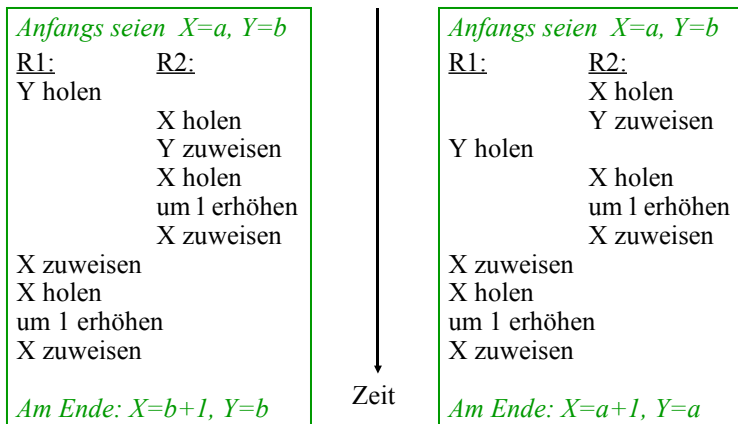 Anfangs seien X=a, Y=b
R1: R2:
Y holen
X holen
Y zuweisen
X holen
um l erhöhen
X zuweisen
X zuweisen
X holen
um 1 erhöhen
X zuweisen
Am Ende: X=b+1, Y=b
Zeit
Anfangs seien X=a, Y=b
R1: R2:
X holen
Y zuweisen
Y holen
X holen
um l erhöhen
X zuweisen
X zuweisen
X holen
um 1 erhöhen
X zuweisen
Am Ende: X=a+1, Y=a